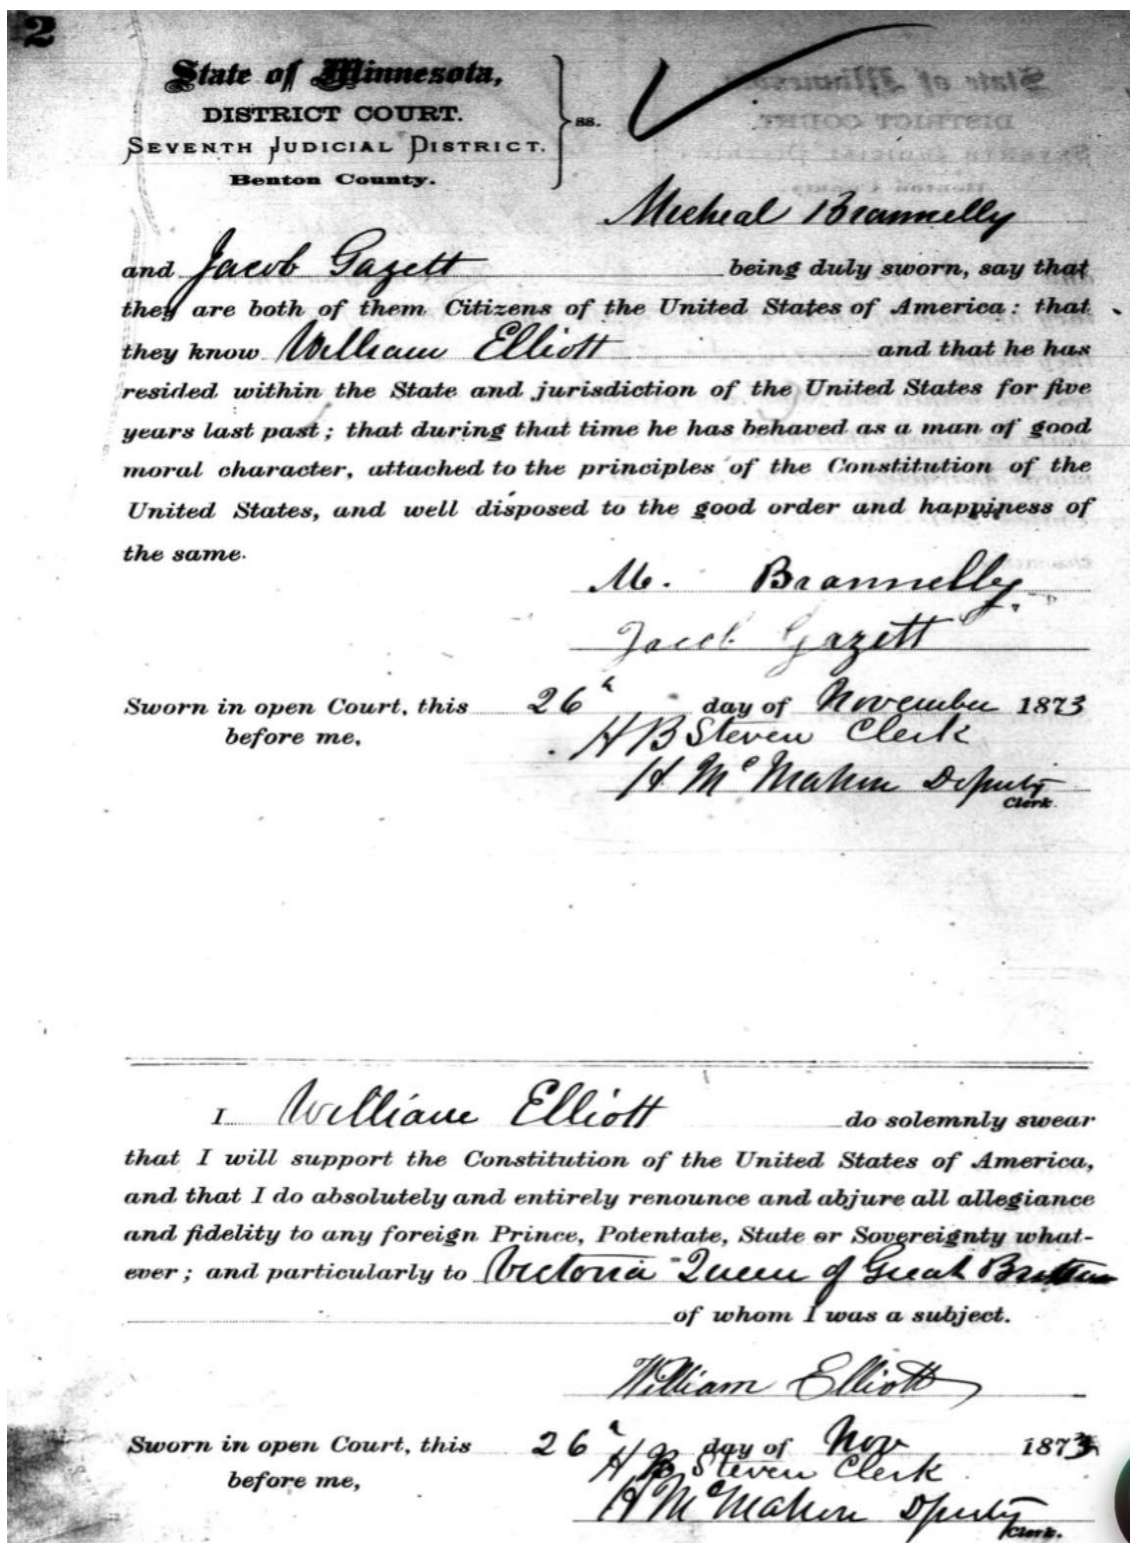 2
State of Minnesota,
DISTRICT COURT.
SEVENTH JUDICIAL DISTRICT.
Benton County.
ss.
Micheal Brannelly
and Jacob Gazett being duly sworn, say that
they are both of them Citizens of the United States of America: that
they know William Elliott and that he has
resided within the State and jurisdiction of the United States for five
years last past; that during that time he has behaved as a man of good
moral character, attached to the principles of the Constitution of the
United States, and well disposed to the good order and happiness of
the same.
M. Brannelly
Jacob Gazett
Sworn in open Court, this 26th day of November 1873
before me,
H B Steven Clerk
H McMahon Deputy
Clerk.
I William Elliott do solemnly swear
that I will support the Constitution of the United States of America,
and that I do absolutely and entirely renounce and abjure all allegiance
and fidelity to any foreign Prince, Potentate, State or Sovereignty what-
ever; and particularly to Victoria Queen of Great Brittan
of whom I was a subject.
William Elliott
Sworn in open Court, this 26th day of Nov 1873
before me,
H B Steven Clerk
H McMahon Dputy
Clerk.